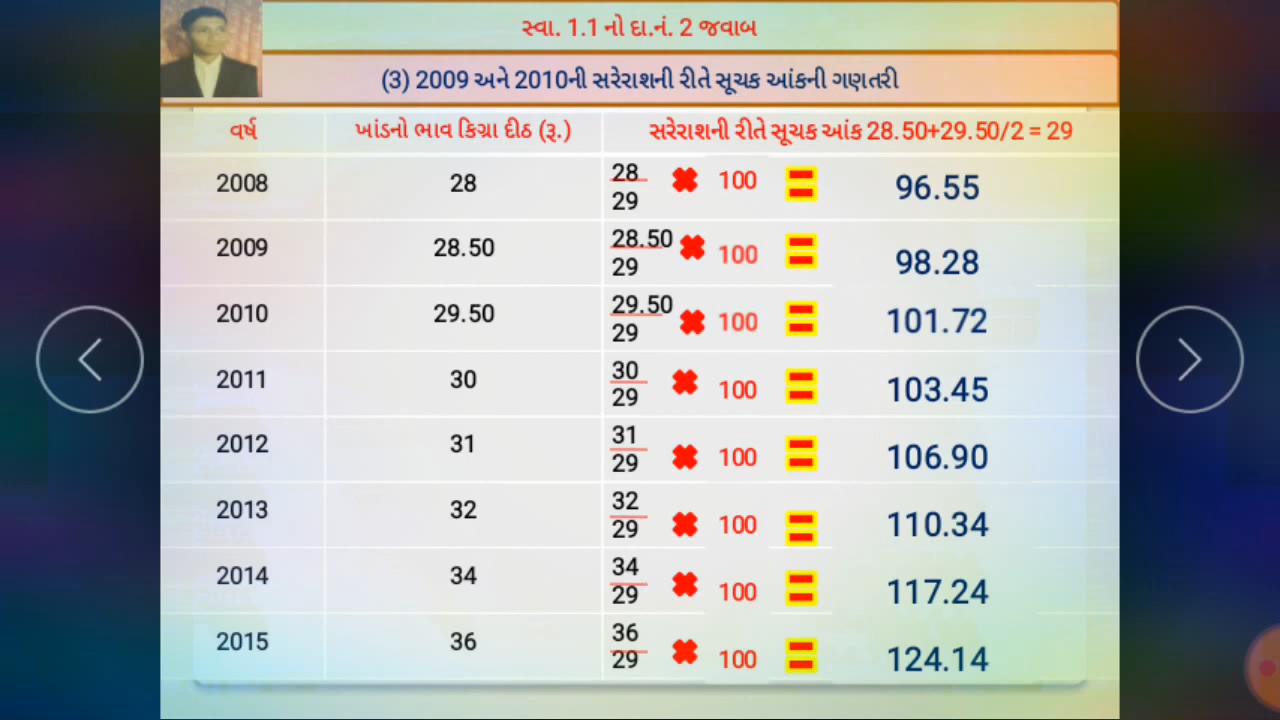 સ્વા. 1.1 નો દા.નં. 2 જવાબ
(3) 2009 અને 2010ની સરેરાશની રીતે સૂચક આંકની ગણતરી
વર્ષ ખાંડનો ભાવ કિગ્રા દીઠ (રૂ.) સરેરાશની રીતે સૂચક આંક 28.50+29.50/2 = 29
2008 28 28/29 ✖ 100 = 96.55
2009 28.50 28.50/29 ✖ 100 = 98.28
2010 29.50 29.50/29 ✖ 100 = 101.72
2011 30 30/29 ✖ 100 = 103.45
2012 31 31/29 ✖ 100 = 106.90
2013 32 32/29 ✖ 100 = 110.34
2014 34 34/29 ✖ 100 = 117.24
2015 36 36/29 ✖ 100 = 124.14